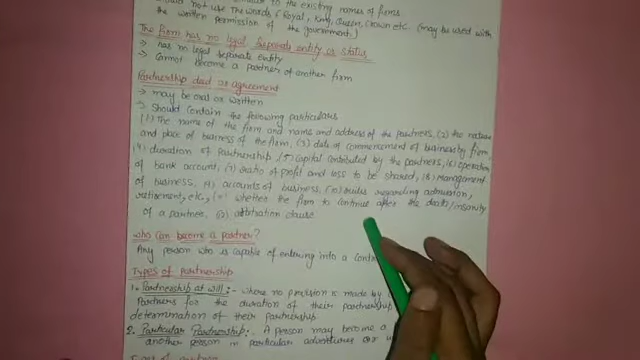 should not use the words (Royal, King, Queen, Crown etc. (may be used with
the written permission of the government.)
The firm has no legal separate entity or status
→ has no legal separate entity
→ Cannot become a partner of another firm
Partnership deed or agreement
→ may be oral or written
→ Should contain the following particulars
(1) The name of the firm and name and address of the partners, (2) the nature
and place of business of the firm, (3) date of commencement of business by firm
(4) duration of partnership (5) capital contributed by the partners, (6) operation
of bank account, (7) ratio of profit and loss to be shared, (8) Management
of business, (9) accounts of business, (10) rules regarding admission,
retirement, etc., whether the firm to continue after the death/insanity
of a partner, arbitration clause
who can become a partner?
Any person who is capable of entering into a
Types of partnership
1. Partnership at will :- where no provision is made by
Partners for the duration of their partnership
determination of their partnership
2. Particular Partnership:- A person may become a
another person in particular adventures or